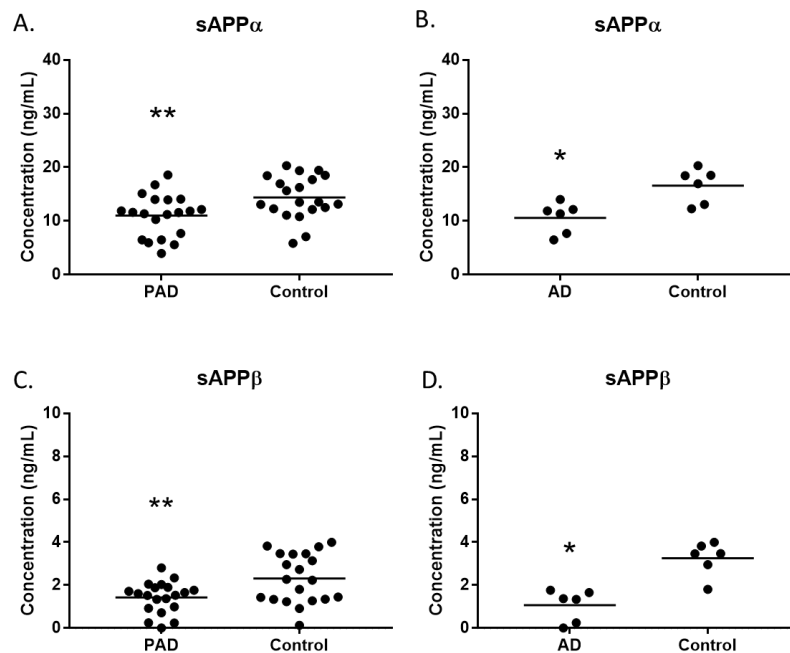 A.
sAPPα
Concentration (ng/mL)
40
30
20
10
0
**
PAD
Control
B.
sAPPα
Concentration (ng/mL)
40
30
20
10
0
*
AD
Control
C.
sAPPβ
Concentration (ng/mL)
10
8
6
4
2
0
**
PAD
Control
D.
sAPPβ
Concentration (ng/mL)
10
8
6
4
2
0
*
AD
Control